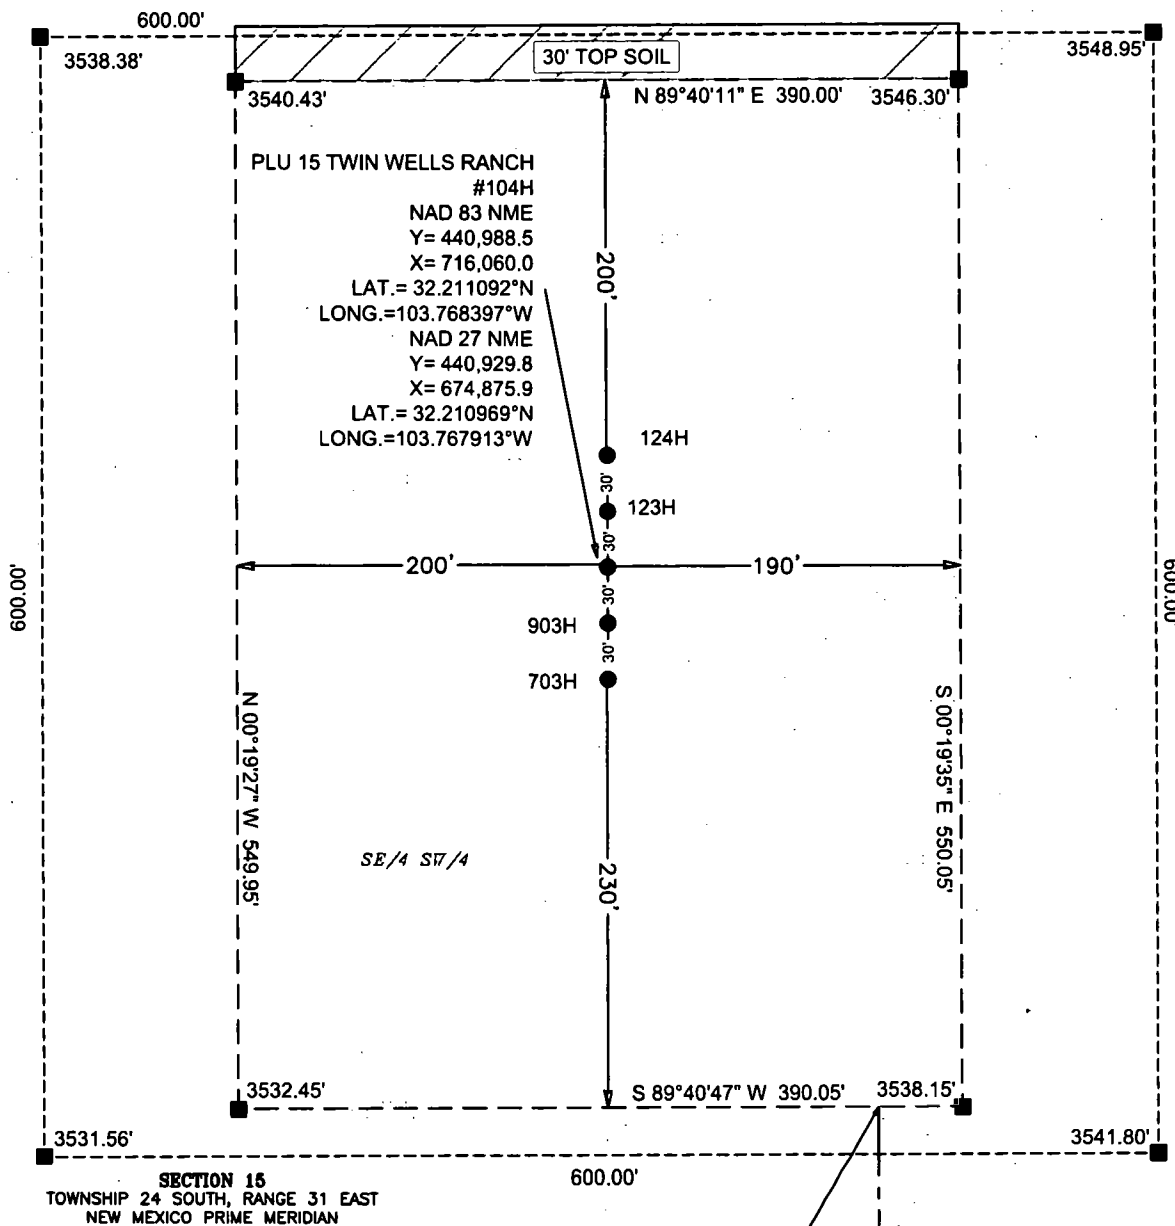 600.00'
3538.38'
3548.95'
30' TOP SOIL
3540.43'
N 89°40'11" E 390.00'
3546.30'
PLU 15 TWIN WELLS RANCH
#104H
NAD 83 NME
Y= 440,988.5
X= 716,060.0
LAT.= 32.211092°N
LONG.=103.768397°W
NAD 27 NME
Y= 440,929.8
X= 674,875.9
LAT.= 32.210969°N
LONG.=103.767913°W
200'
124H
30'
123H
30'
200'
190'
600.00'
600.00'
30'
903H
30'
703H
N 00°19'27" W 549.95'
S 00°19'35" E 550.05'
SE/4 SW/4
230'
3532.45'
S 89°40'47" W 390.05'
3538.15'
3531.56'
3541.80'
SECTION 15
TOWNSHIP 24 SOUTH, RANGE 31 EAST
NEW MEXICO PRIME MERIDIAN
600.00'